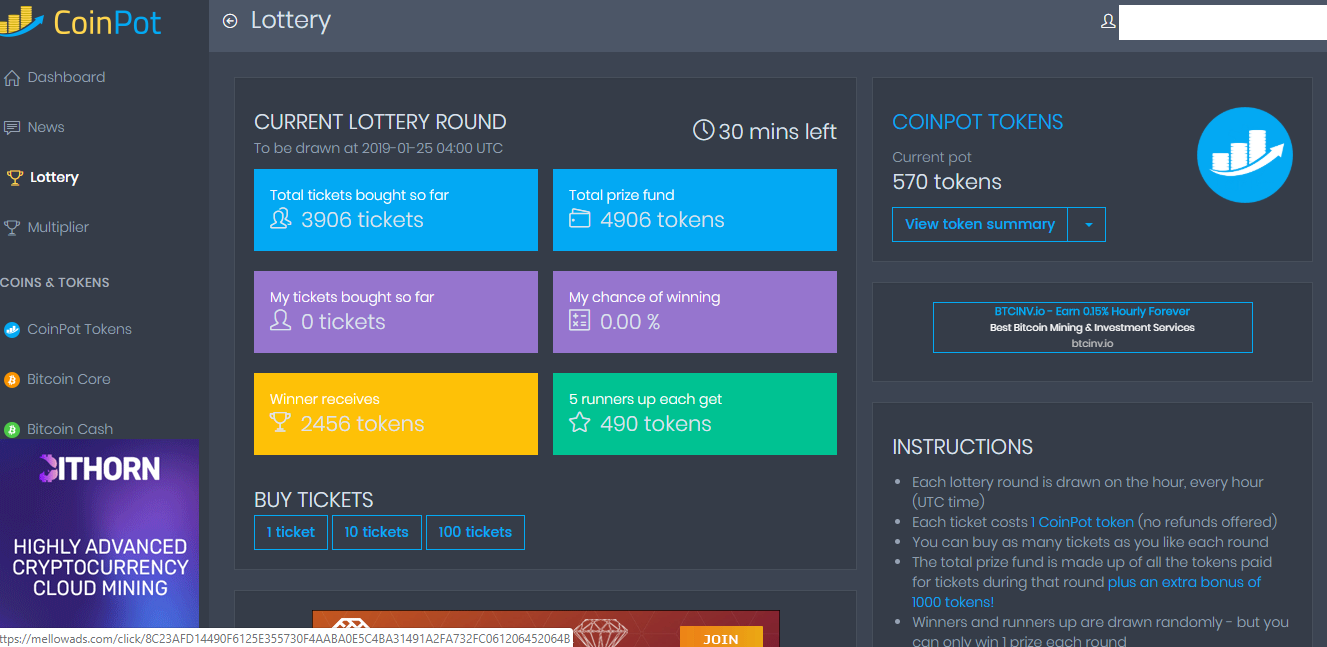 CoinPot
Lottery
Dashboard
News
Lottery
Multiplier
COINS & TOKENS
CoinPot Tokens
Bitcoin Core
Bitcoin Cash
BITHORN
HIGHLY ADVANCED
CRYPTOCURRENCY
CLOUD MINING
ttps://mellowads.com/click/8C23AFD14490F6125E355730F4AABA0E5C4BA31491A2FA732FC061206452064B
CURRENT LOTTERY ROUND
30 mins left
To be drawn at 2019-01-25 04:00 UTC
Total tickets bought so far
3906 tickets
Total prize fund
4906 tokens
My tickets bought so far
0 tickets
My chance of winning
0.00 %
Winner receives
2456 tokens
5 runners up each get
490 tokens
BUY TICKETS
1 ticket
10 tickets
100 tickets
JOIN
COINPOT TOKENS
Current pot
570 tokens
View token summary
BTCINV.io - Earn 0.15% Hourly Forever
Best Bitcoin Mining & Investment Services
btcinv.io
INSTRUCTIONS
Each lottery round is drawn on the hour, every hour
(UTC time)
Each ticket costs 1 CoinPot token (no refunds offered)
You can buy as many tickets as you like each round
The total prize fund is made up of all the tokens paid
for tickets during that round plus an extra bonus of
1000 tokens!
Winners and runners up are drawn randomly - but you
can only win 1 prize each round